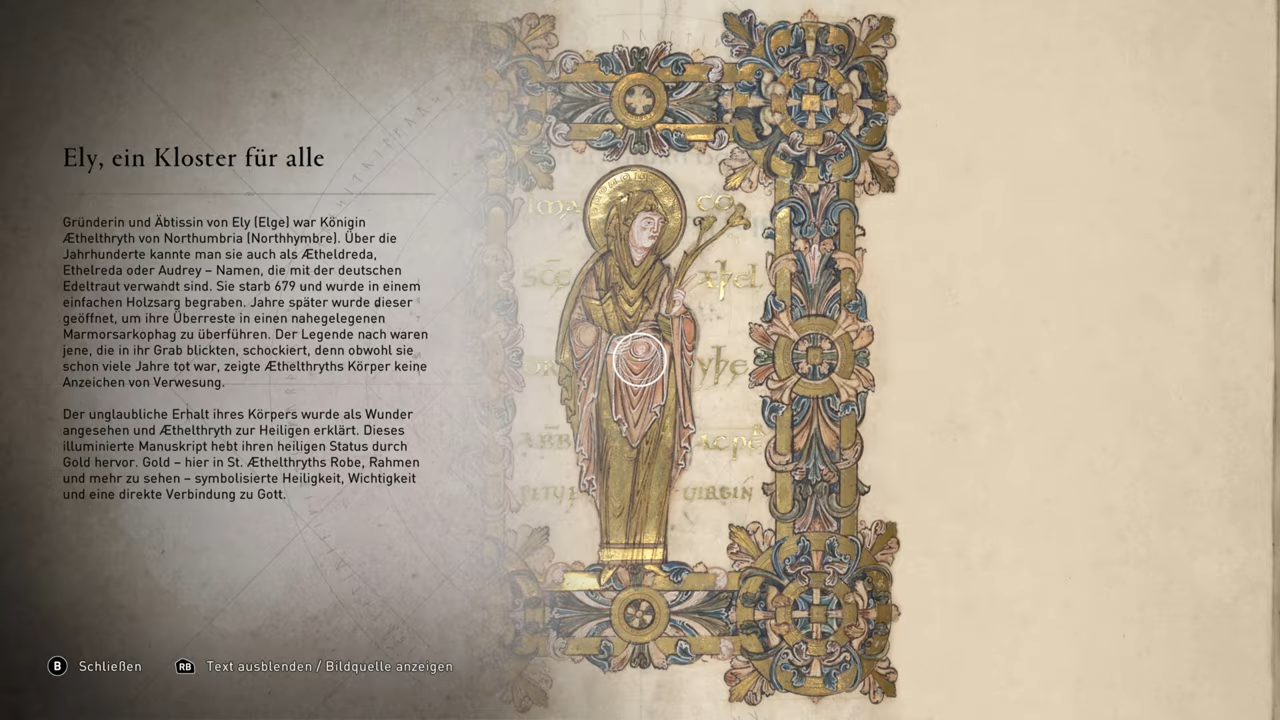 Ely, ein Kloster für alle
Gründerin und Äbtissin von Ely (Elge) war Königin
Æthelthryth von Northumbria (Northhymbre). Über die
Jahrhunderte kannte man sie auch als Ætheldreda,
Ethelreda oder Audrey – Namen, die mit der deutschen
Edeltraut verwandt sind. Sie starb 679 und wurde in einem
einfachen Holzsarg begraben. Jahre später wurde dieser
geöffnet, um ihre Überreste in einen nahegelegenen
Marmorsarkophag zu überführen. Der Legende nach waren
jene, die in ihr Grab blickten, schockiert, denn obwohl sie
schon viele Jahre tot war, zeigte Æthelthryths Körper keine
Anzeichen von Verwesung.
Der unglaubliche Erhalt ihres Körpers wurde als Wunder
angesehen und Æthelthryth zur Heiligen erklärt. Dieses
illuminierte Manuskript hebt ihren heiligen Status durch
Gold hervor. Gold – hier in St. Æthelthryths Robe, Rahmen
und mehr zu sehen – symbolisierte Heiligkeit, Wichtigkeit
und eine direkte Verbindung zu Gott.
B Schließen RB Text ausblenden / Bildquelle anzeigen